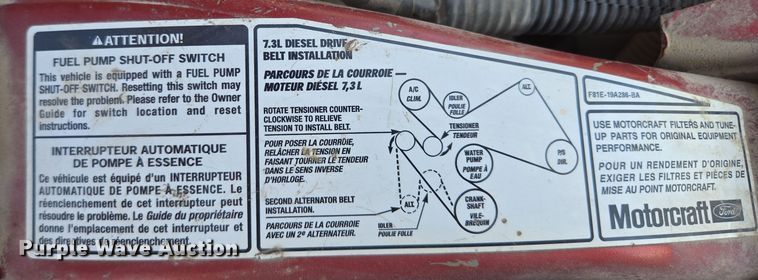 ATTENTION!
FUEL PUMP SHUT-OFF SWITCH
This vehicle is equipped with a FUEL PUMP
SHUT-OFF SWITCH. Resetting this switch may
resolve the problem. Please refer to the Owner
Guide for switch location and reset
instructions.
INTERRUPTEUR AUTOMATIQUE
DE POMPE À ESSENCE
Ce véhicule est équipé d'un INTERRUPTEUR
AUTOMATIQUE DE POMPE À ESSENCE. Le
réenclenchement de cet interrupteur peut
résoudre le problème. Le Guide du propriétaire
donne l'emplacement de cet interrupteur et
des directives de réenclenchement.
7.3L DIESEL DRIVE
BELT INSTALLATION
PARCOURS DE LA COURROIE —
MOTEUR DIÉSEL 7,3 L
ROTATE TENSIONER COUNTER-
CLOCKWISE TO RELIEVE
TENSION TO INSTALL BELT.
POUR POSER LA COURROIE,
RELÂCHER LA TENSION EN
FAISANT TOURNER LE TENDEUR
DANS LE SENS INVERSE
D'HORLOGE.
SECOND ALTERNATOR BELT
INSTALLATION.
PARCOURS DE LA COURROIE
AVEC UN 2e ALTERNATEUR.
A/C
CLIM.
IDLER
POULIE
FOLLE
ALT.
TENSIONER
TENDEUR
WATER
PUMP
POMPE À
EAU
P/S
DIR.
ALT.
IDLER
POULIE FOLLE
CRANK-
SHAFT
VILE-
BREQUIN
F81E-19A286-BA
USE MOTORCRAFT FILTERS AND TUNE-
UP PARTS FOR ORIGINAL EQUIPMENT
PERFORMANCE.
POUR UN RENDEMENT D'ORIGINE,
EXIGER LES FILTRES ET PIÈCES DE
MISE AU POINT MOTORCRAFT.
Motorcraft Ford
Purple Wave Auction